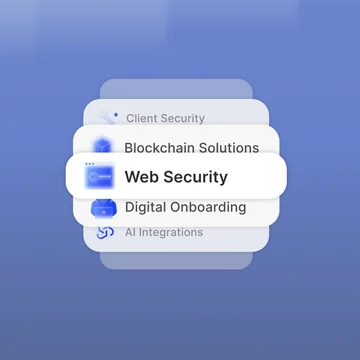 Client Security
Blockchain Solutions
Web Security
Digital Onboarding
AI Integrations